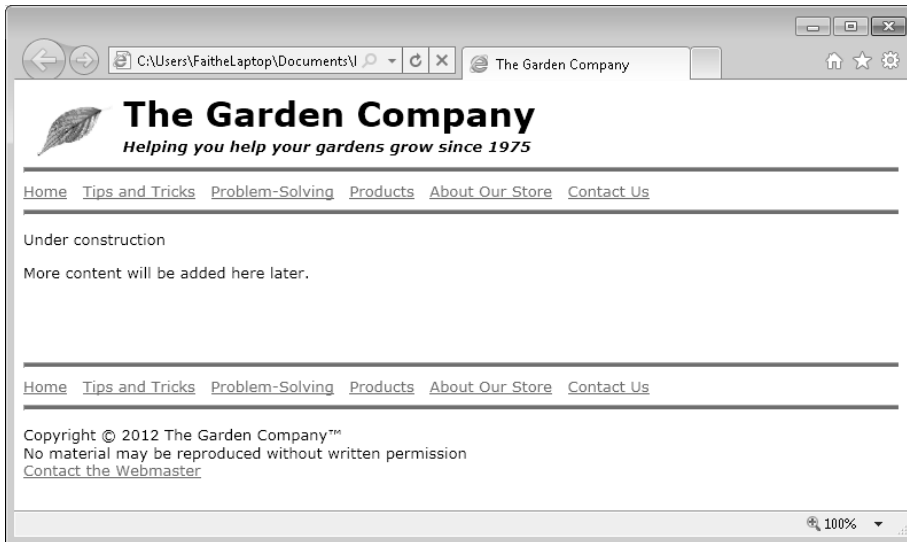 C:\Users\FaitheLaptop\Documents\I
The Garden Company
The Garden Company
Helping you help your gardens grow since 1975
Home Tips and Tricks Problem-Solving Products About Our Store Contact Us
Under construction
More content will be added here later.
Home Tips and Tricks Problem-Solving Products About Our Store Contact Us
Copyright © 2012 The Garden Company™
No material may be reproduced without written permission
Contact the Webmaster
100%